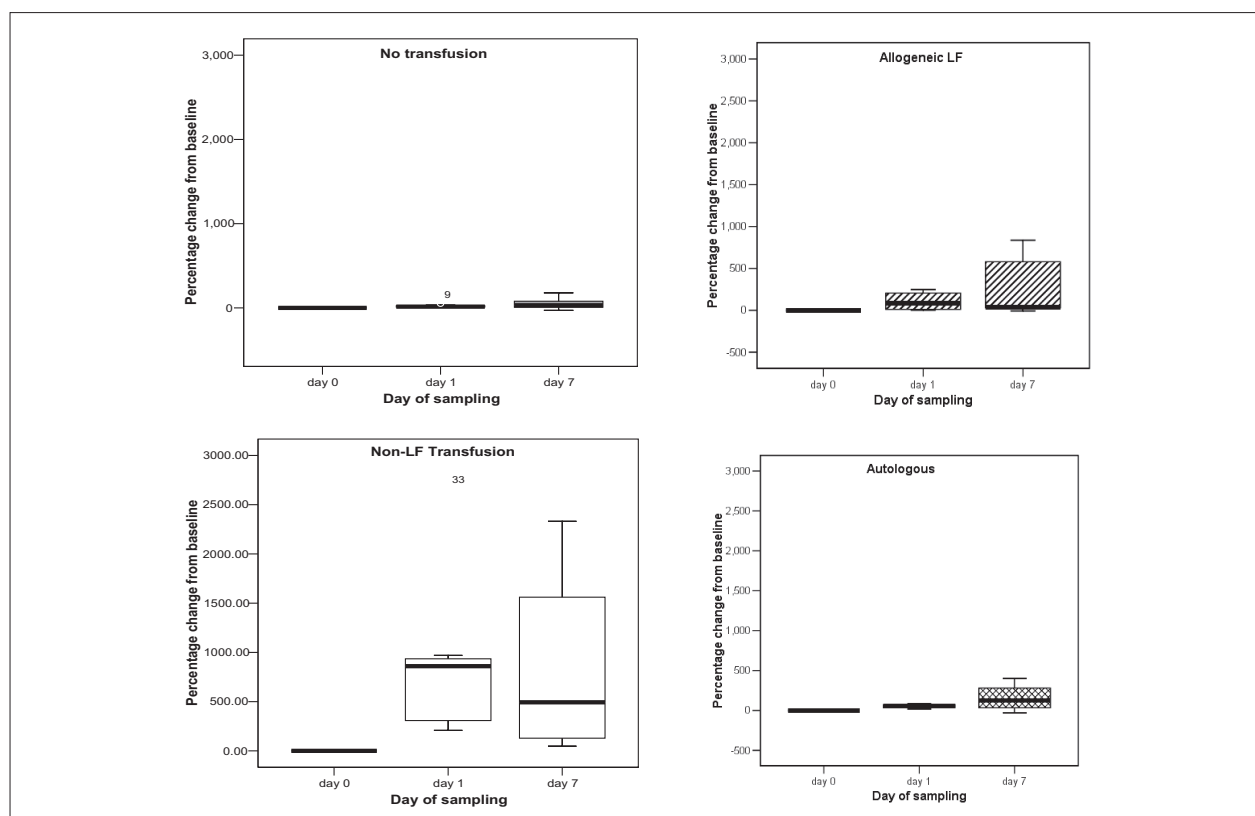 No transfusion
Percentage change from baseline
3,000
2,000
1,000
0
9
day 0
day 1
day 7
Day of sampling
Allogeneic LF
Percentage change from baseline
3,000
2,500
2,000
1,500
1,000
500
0
-500
day 0
day 1
day 7
Day of sampling
Non-LF Transfusion
Percentage change from baseline
3000.00
2500.00
2000.00
1500.00
1000.00
500.00
0.00
33
day 0
day 1
day 7
Day of sampling
Autologous
Percentage change from baseline
3,000
2,500
2,000
1,500
1,000
500
0
-500
day 0
day 1
day 7
Day of sampling